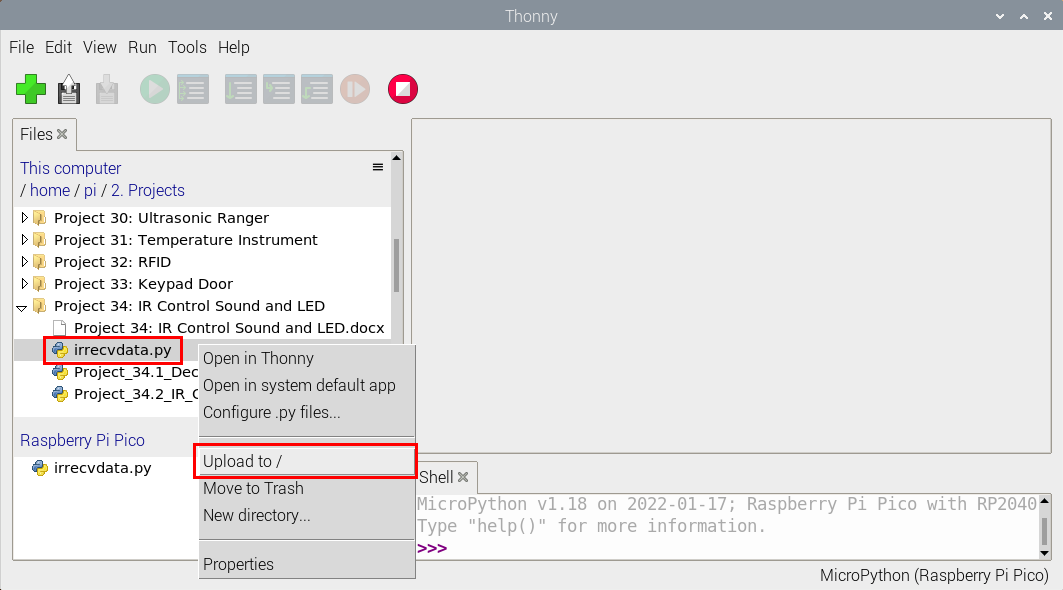 Thonny
File Edit View Run Tools Help
Files
This computer
/ home / pi / 2. Projects
Project 30: Ultrasonic Ranger
Project 31: Temperature Instrument
Project 32: RFID
Project 33: Keypad Door
Project 34: IR Control Sound and LED
Project 34: IR Control Sound and LED.docx
irrecvdata.py
Project_34.1_Dec
Project_34.2_IR_C
Open in Thonny
Open in system default app
Configure .py files...
Upload to /
Move to Trash
New directory...
Properties
Raspberry Pi Pico
irrecvdata.py
Shell
MicroPython v1.18 on 2022-01-17; Raspberry Pi Pico with RP2040
Type "help()" for more information.
>>>
MicroPython (Raspberry Pi Pico)